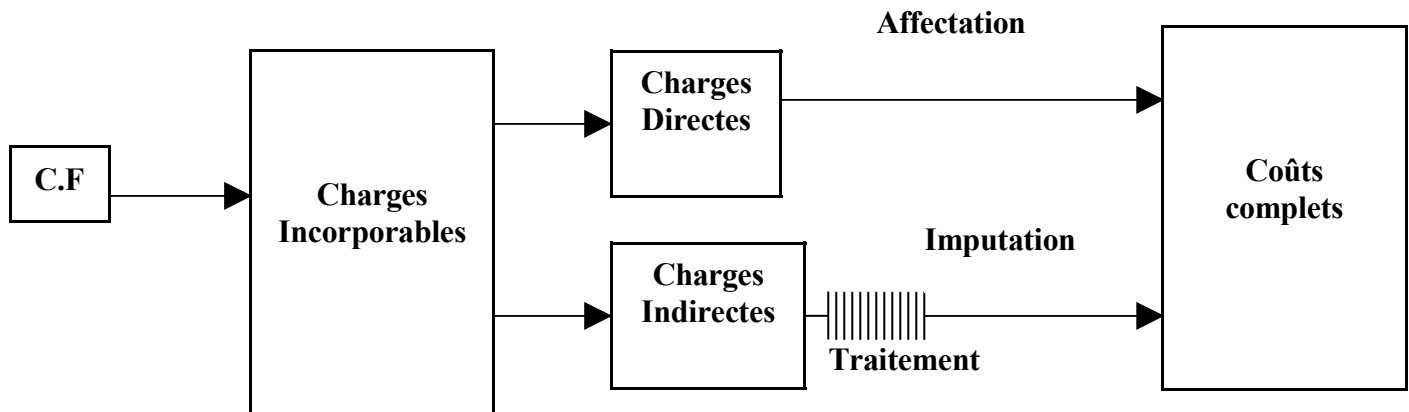 Affectation
Charges
Directes
C.F
Charges
Incorporables
Coûts
complets
Imputation
Charges
Indirectes
Traitement